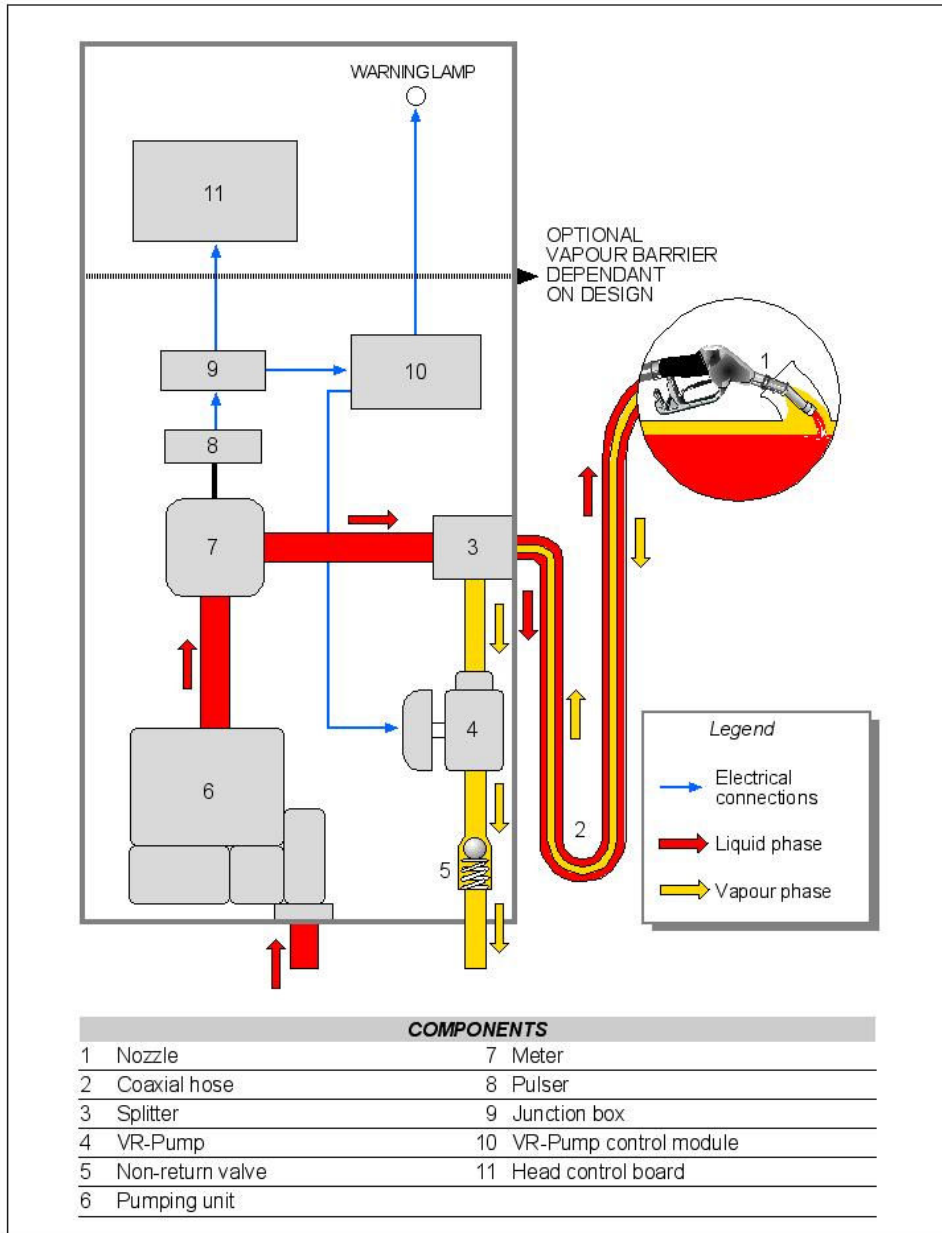 WARNING LAMP
11
OPTIONAL
VAPOUR BARRIER
DEPENDANT
ON DESIGN
1
9
10
8
7
3
4
Legend
Electrical
connections
6
2
Liquid phase
5
Vapour phase
COMPONENTS
1 Nozzle 7 Meter
2 Coaxial hose 8 Pulser
3 Splitter 9 Junction box
4 VR-Pump 10 VR-Pump control module
5 Non-return valve 11 Head control board
6 Pumping unit